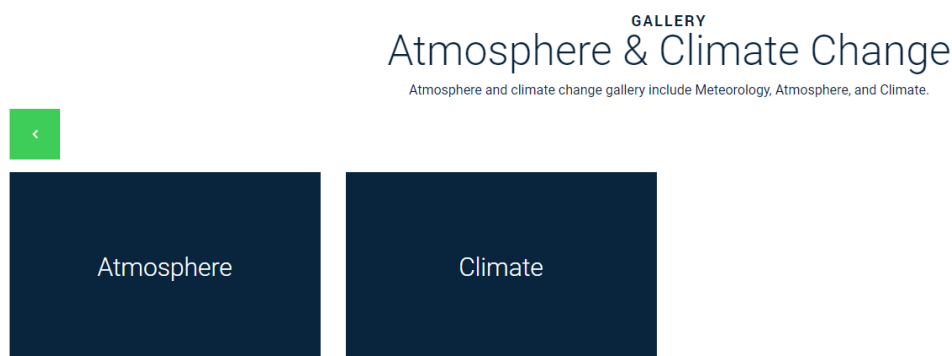 GALLERY
Atmosphere & Climate Change
Atmosphere and climate change gallery include Meteorology, Atmosphere, and Climate.
Atmosphere
Climate